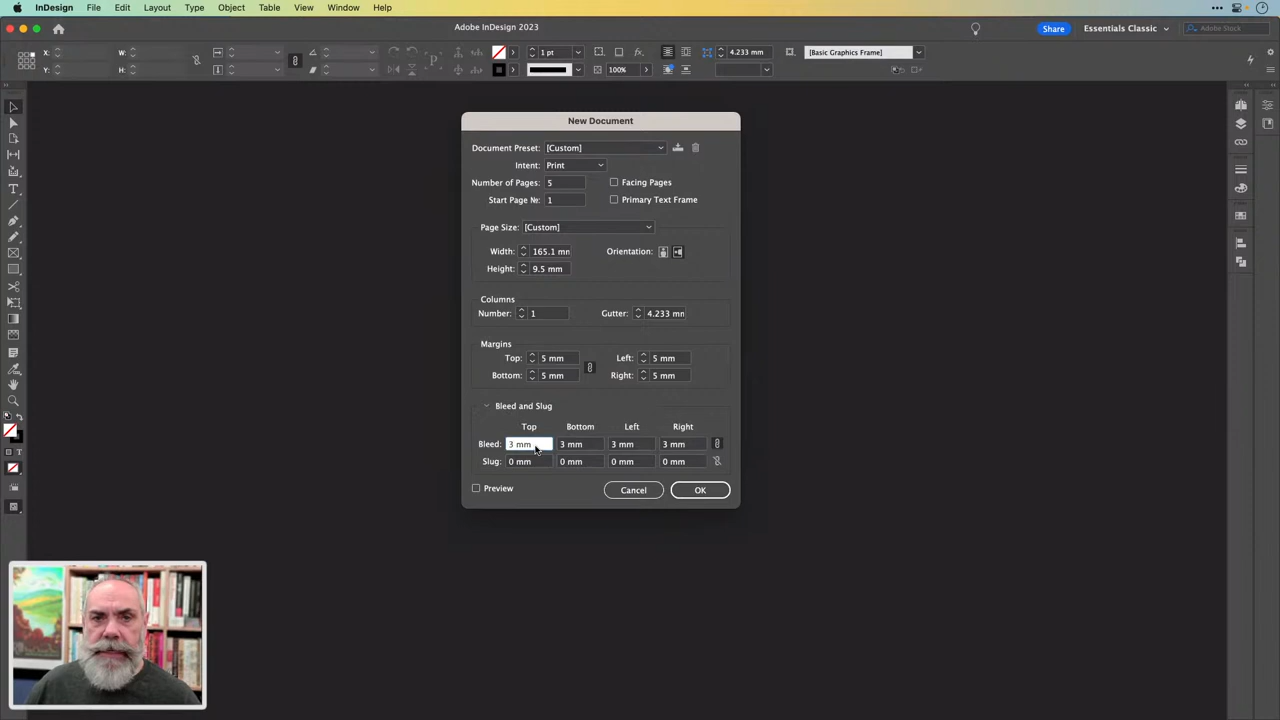 InDesign File Edit Layout Type Object Table View Window Help
Adobe InDesign 2023
Share Essentials Classic Adobe Stock
X: W: 1 pt fx. 4.233 mm [Basic Graphics Frame]
Y: H: P 100%
New Document
Document Preset: [Custom]
Intent: Print
Number of Pages: 5 Facing Pages
Start Page №: 1 Primary Text Frame
Page Size: [Custom]
Width: 165.1 mm Orientation:
Height: 9.5 mm
Columns
Number: 1 Gutter: 4.233 mm
Margins
Top: 5 mm Left: 5 mm
Bottom: 5 mm Right: 5 mm
Bleed and Slug
Top Bottom Left Right
Bleed: 3 mm 3 mm 3 mm 3 mm
Slug: 0 mm 0 mm 0 mm 0 mm
Preview Cancel OK